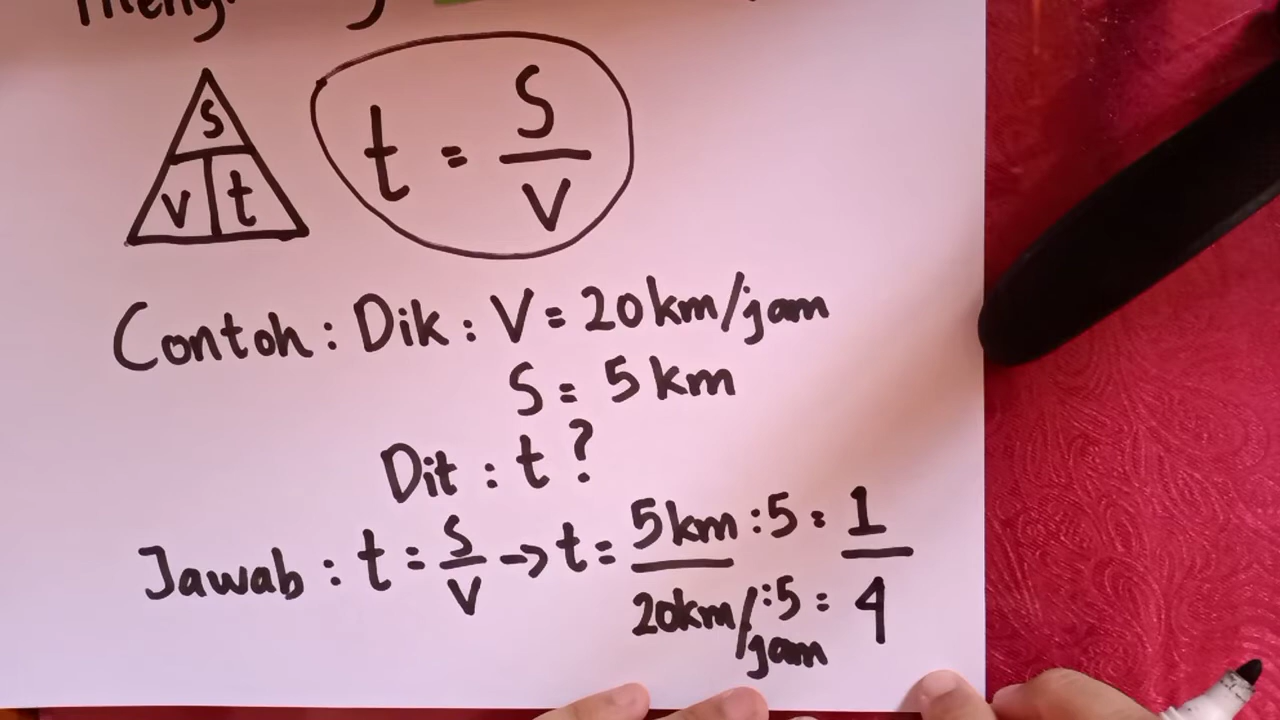 S
v t
t = S/v
Contoh : Dik : V = 20km/jam
S = 5 km
Dit : t ?
Jawab : t = S/v → t = 5km/20km/jam :5 = 1 :5 = 4